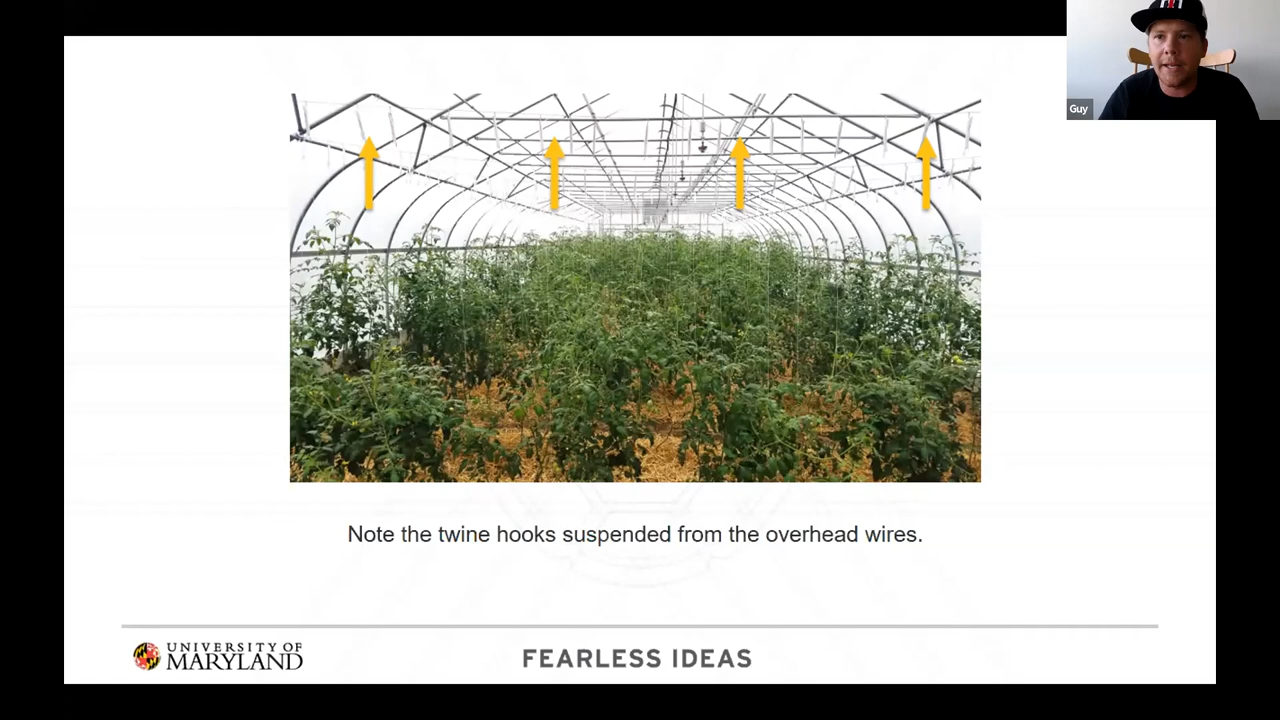 Guy
Note the twine hooks suspended from the overhead wires.
UNIVERSITY OF
MARYLAND
FEARLESS IDEAS